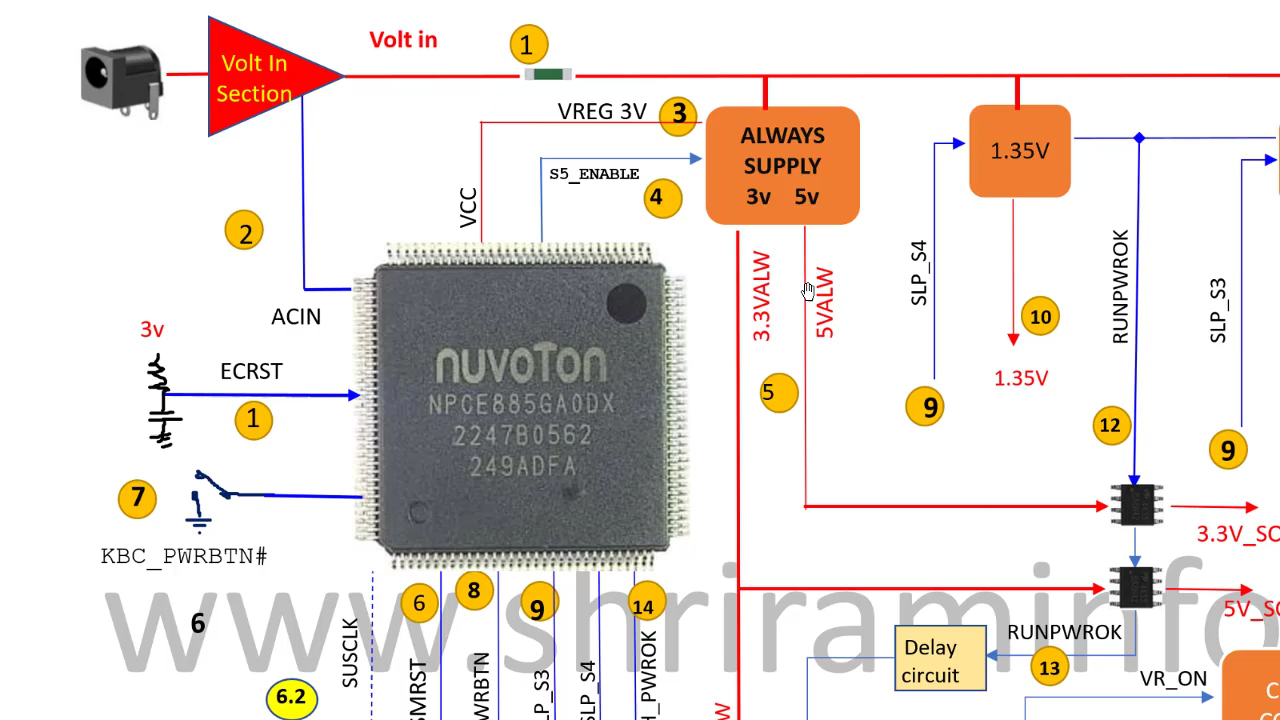 Volt in
1
Volt In
Section
VREG 3V
3
ALWAYS
SUPPLY
3v 5v
1.35V
S5_ENABLE
4
VCC
2
ACIN
3v
ECRST
1
nuvoTon
NPCE885GA0DX
2247B0562
249ADFA
3.3VALW
5VALW
5
SLP_S4
9
10
1.35V
RUNPWROK
12
SLP_S3
9
7
KBC_PWRBTN#
6
3.3V_SC
5V_SC
6
8
9
14
www.shriraminfo
SUSCLK
SMRST
WRBTN
LP_S3
SLP_S4
H_PWROK
6.2
W
Delay
circuit
RUNPWROK
13
VR_ON
C